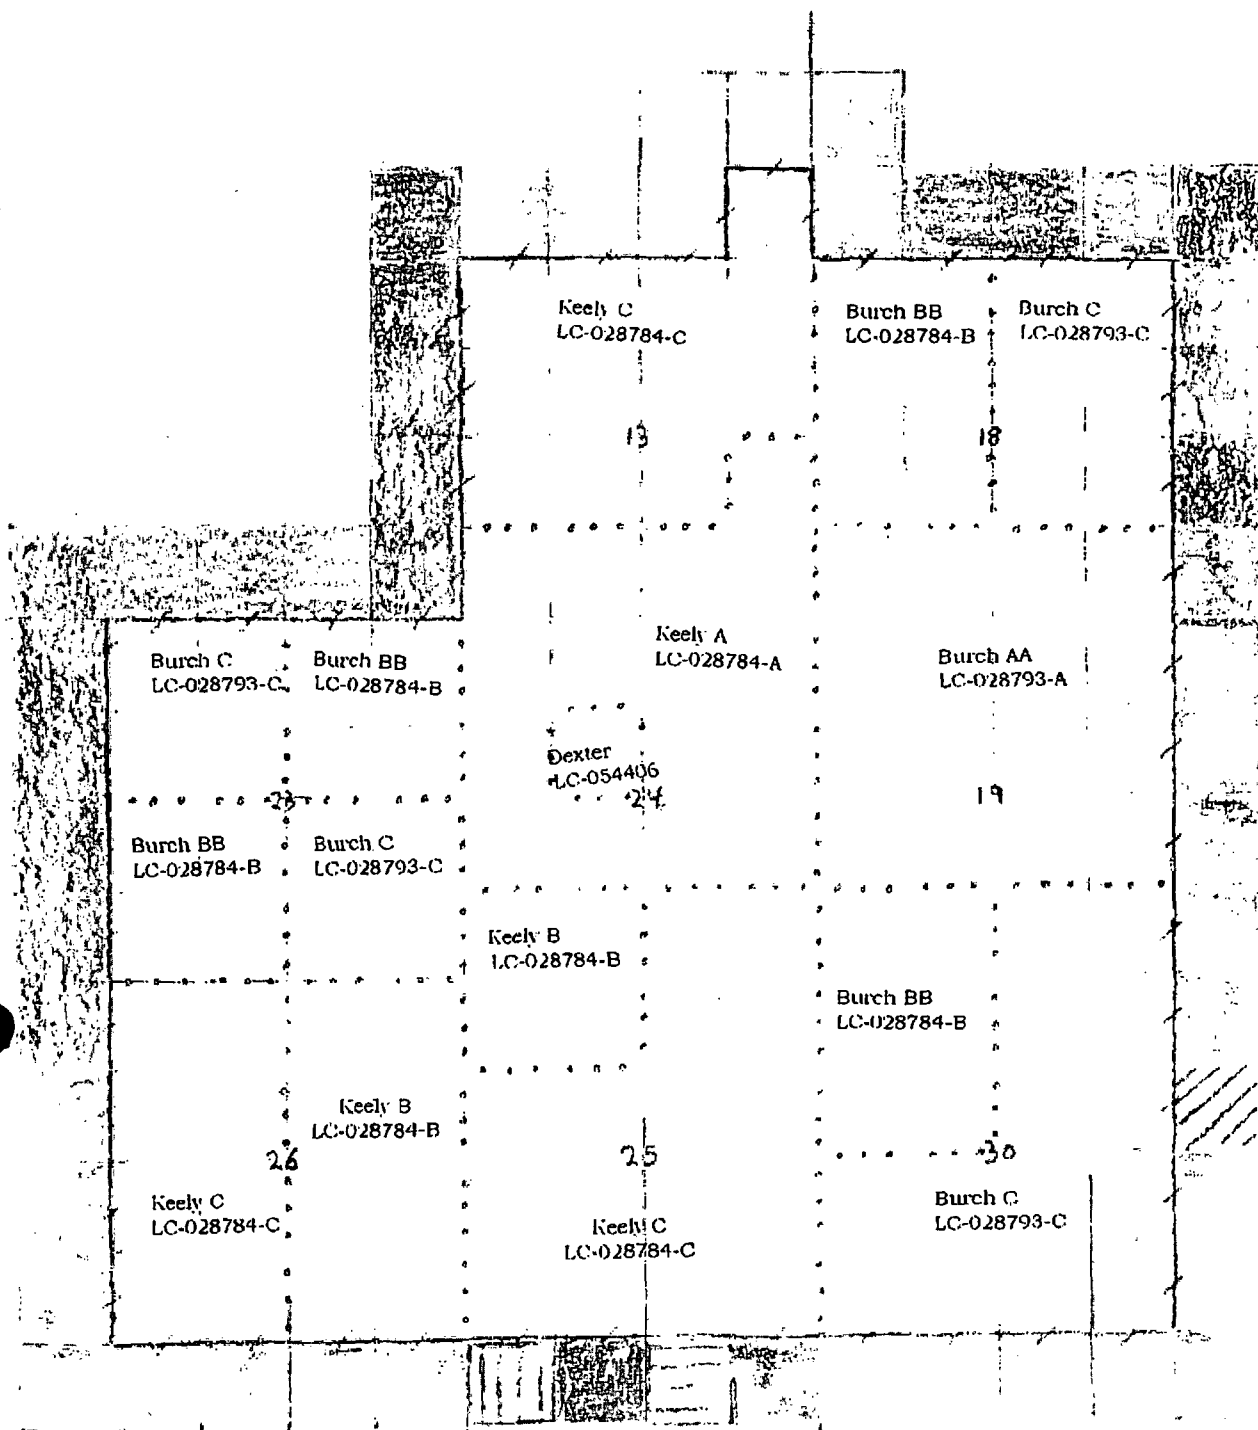 Keely C
LC-028784-C
Burch BB
LC-028784-B
Burch C
LC-028793-C
13
18
Keely A
LC-028784-A
Burch C
LC-028793-C
Burch BB
LC-028784-B
Burch AA
LC-028793-A
Dexter
LC-054406
23
24
19
Burch BB
LC-028784-B
Burch C
LC-028793-C
Keely B
LC-028784-B
Burch BB
LC-028784-B
Keely B
LC-028784-B
26
25
30
Keely C
LC-028784-C
Keely C
LC-028784-C
Burch C
LC-028793-C